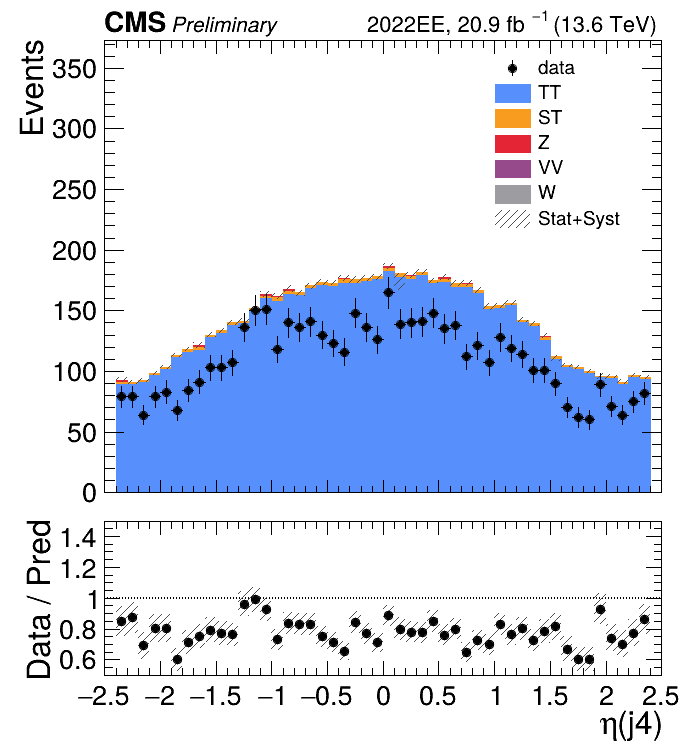 CMS Preliminary 2022EE, 20.9 fb⁻¹ (13.6 TeV)
Events
350
300
250
200
150
100
50
0
data
TT
ST
Z
VV
W
Stat+Syst
Data / Pred
1.4
1.2
1
0.8
0.6
−2.5 −2 −1.5 −1 −0.5 0 0.5 1 1.5 2 2.5
η(j4)